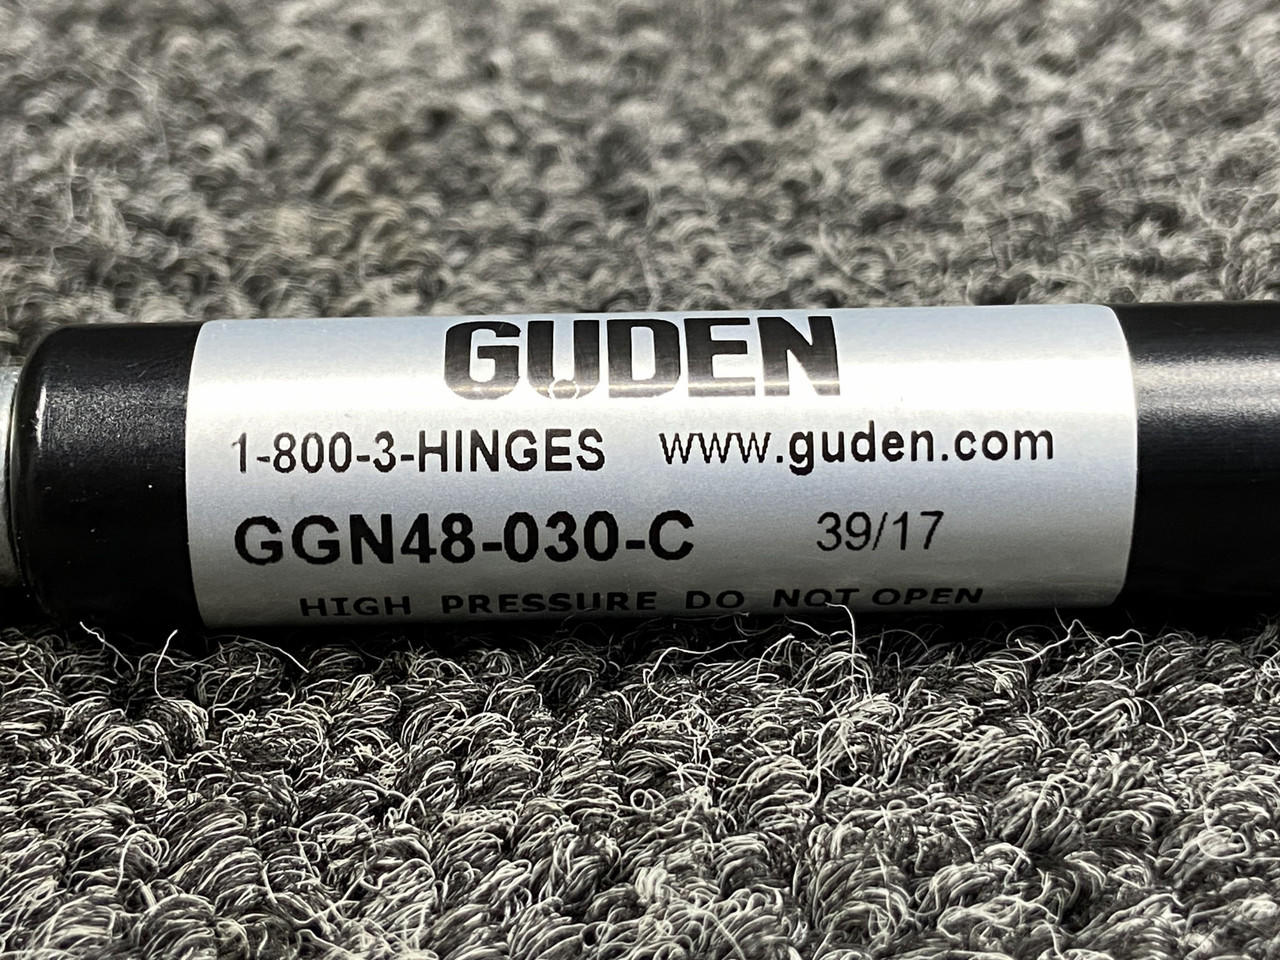 GUDEN
1-800-3-HINGES www.guden.com
GGN48-030-C 39/17
HIGH PRESSURE DO NOT OPEN